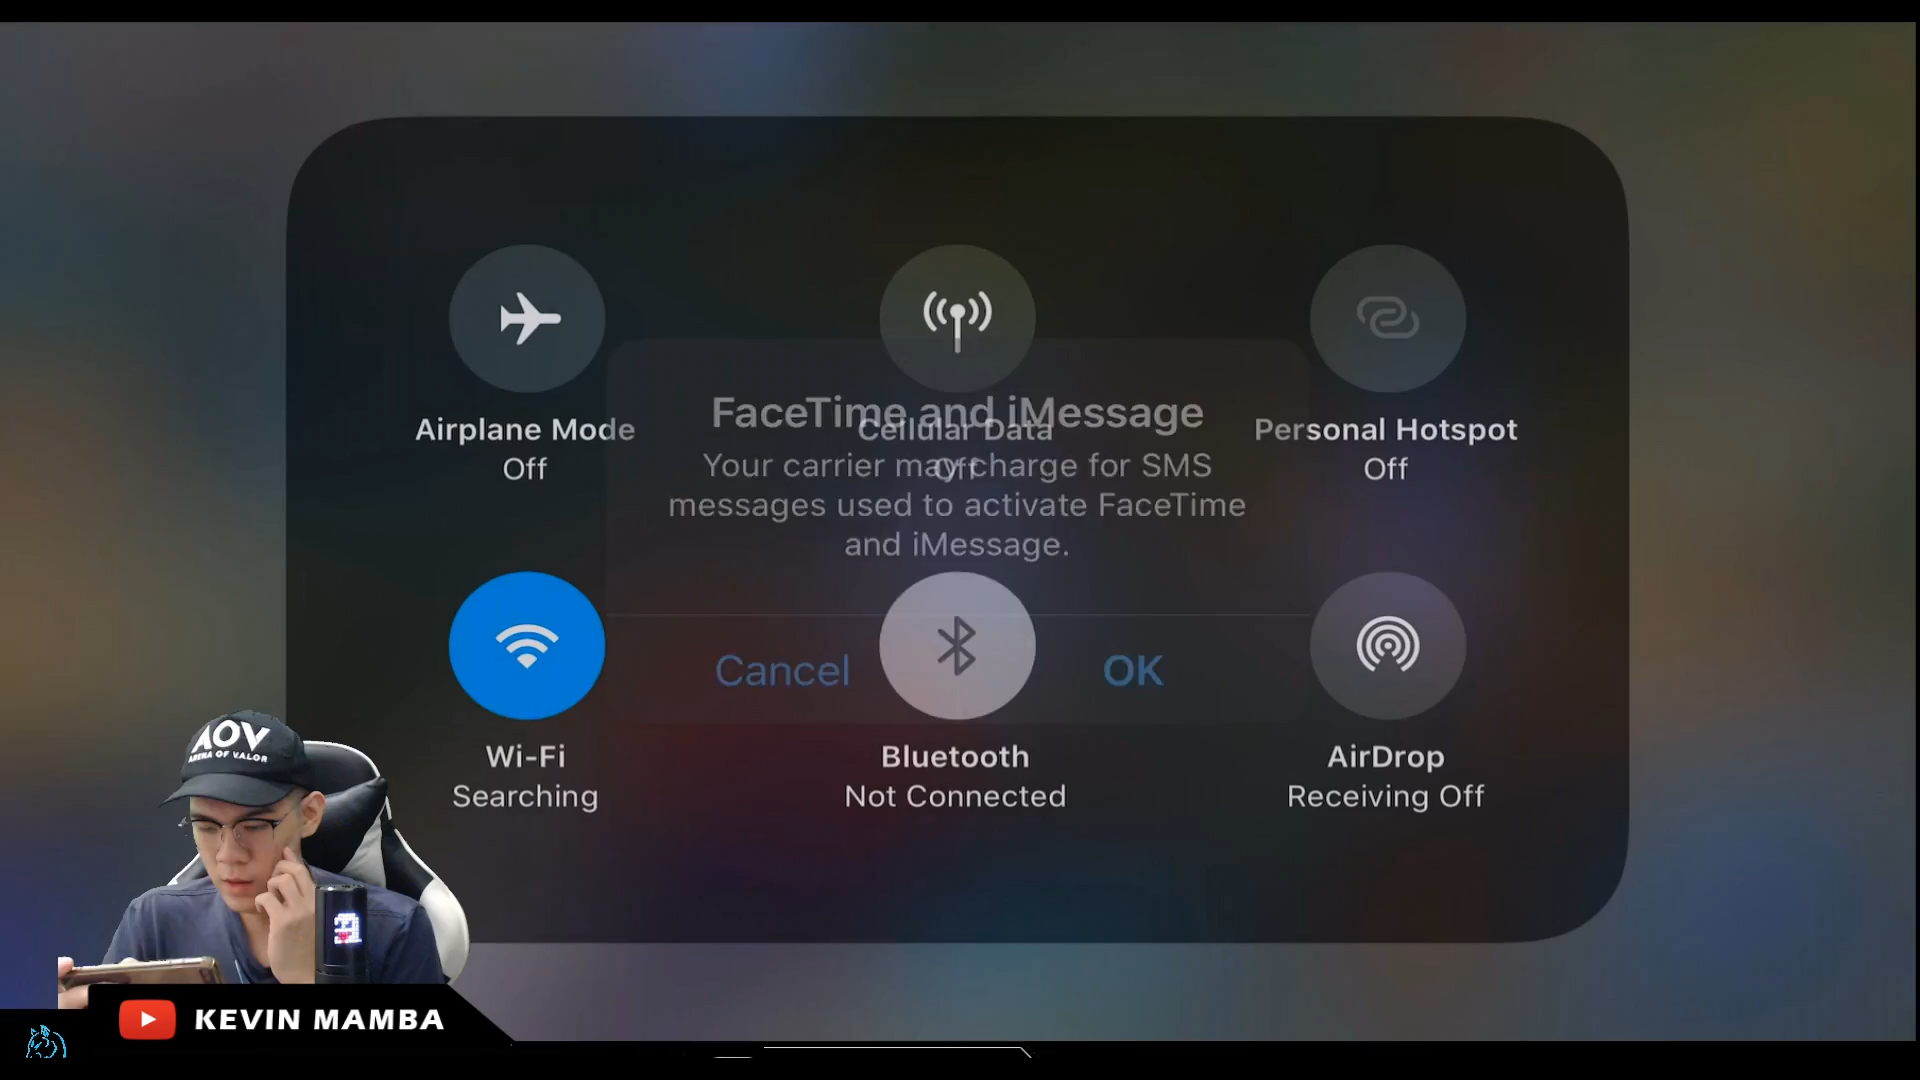 FaceTime and iMessage
Airplane Mode
Cellular Data
Personal Hotspot
Off
Off
Off
Your carrier may charge for SMS
messages used to activate FaceTime
and iMessage.
Cancel
OK
Wi-Fi
Bluetooth
AirDrop
Searching
Not Connected
Receiving Off
AOV
ARENA OF VALOR
KEVIN MAMBA